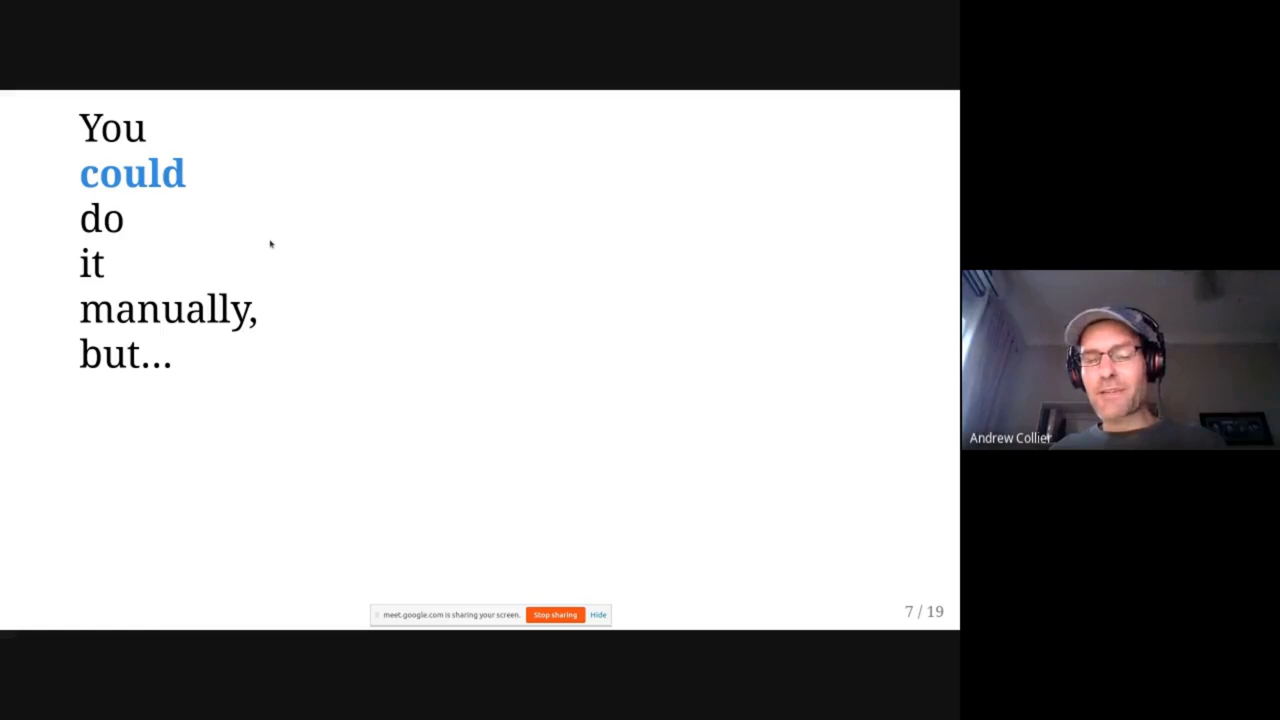 You
could
do
it
manually,
but...
Andrew Collier
meet.google.com is sharing your screen. Stop sharing Hide
7 / 19